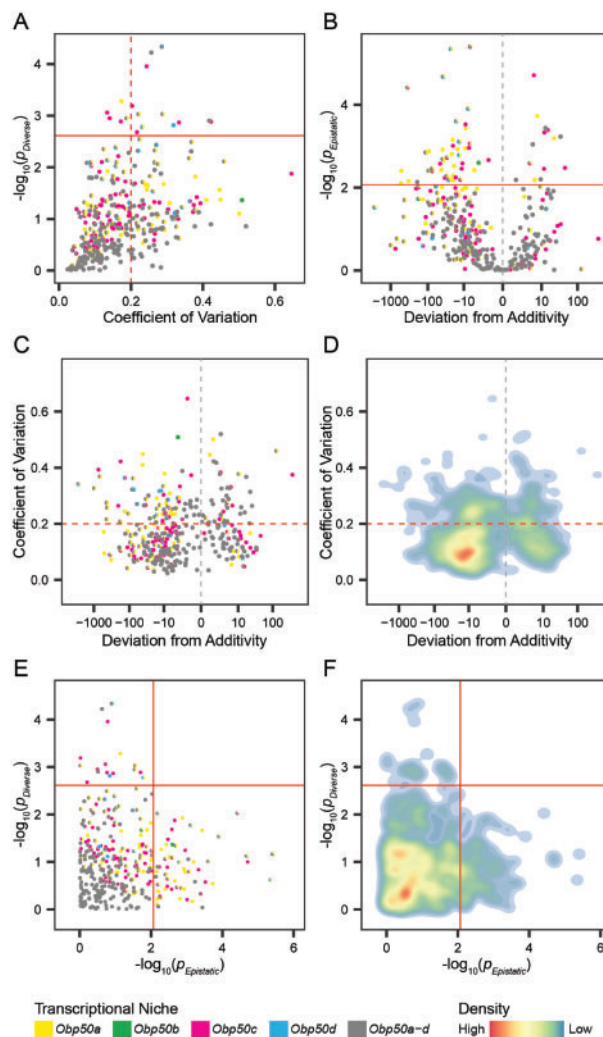 A
B
-log10(pDiverse)
4
3
2
1
0
0.0 0.2 0.4 0.6
Coefficient of Variation
-log10(pEpistatic)
4
2
0
−1000 −10 0 10 100
Deviation from Additivity
C
D
Coefficient of Variation
0.6
0.4
0.2
0.0
−1000 −10 0 10 100
Deviation from Additivity
Coefficient of Variation
0.6
0.4
0.2
0.0
−1000 −10 0 10 100
Deviation from Additivity
E
F
-log10(pDiverse)
4
3
2
1
0
0 2 4 6
-log10(pEpistatic)
-log10(pDiverse)
4
3
2
1
0
0 2 4 6
-log10(pEpistatic)
Transcriptional Niche
Obp50a Obp50b Obp50c Obp50d Obp50a−d
Density
High Low